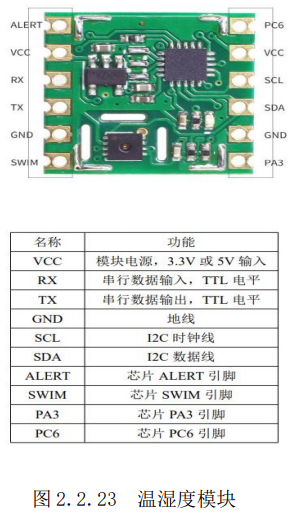 ALERT PC6
VCC VCC
RX SCL
TX SDA
GND GND
SWIM PA3
名称 功能
VCC 模块电源，3.3V 或 5V 输入
RX 串行数据输入，TTL 电平
TX 串行数据输出，TTL 电平
GND 地线
SCL I2C 时钟线
SDA I2C 数据线
ALERT 芯片 ALERT 引脚
SWIM 芯片 SWIM 引脚
PA3 芯片 PA3 引脚
PC6 芯片 PC6 引脚
图 2.2.23 温湿度模块